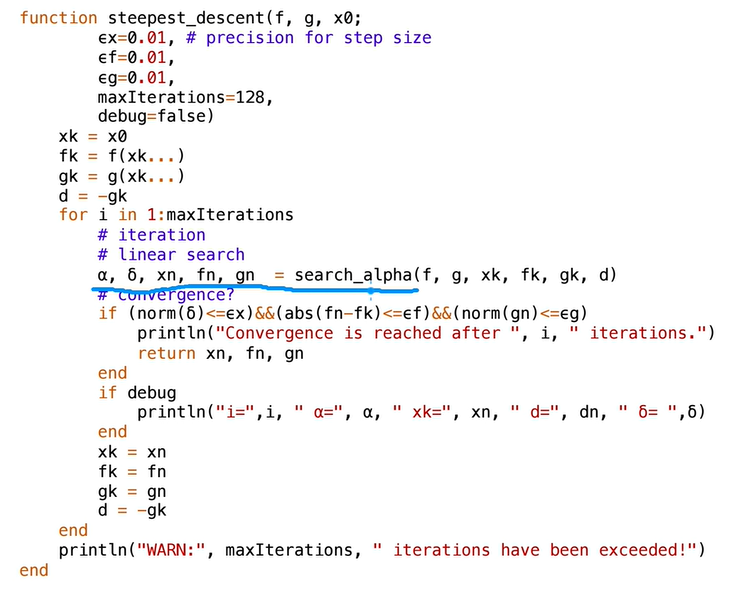 function steepest_descent(f, g, x0;
ϵx=0.01, # precision for step size
ϵf=0.01,
ϵg=0.01,
maxIterations=128,
debug=false)
xk = x0
fk = f(xk...)
gk = g(xk...)
d = -gk
for i in 1:maxIterations
# iteration
# linear search
α, δ, xn, fn, gn  = search_alpha(f, g, xk, fk, gk, d)
# convergence?
if (norm(δ)<=ϵx)&&(abs(fn-fk)<=ϵf)&&(norm(gn)<=ϵg)
println("Convergence is reached after ", i, " iterations.")
return xn, fn, gn
end
if debug
println("i=",i, " α=", α, " xk=", xn, " d=", dn, " δ= ",δ)
end
xk = xn
fk = fn
gk = gn
d = -gk
end
println("WARN:", maxIterations, " iterations have been exceeded!")
end